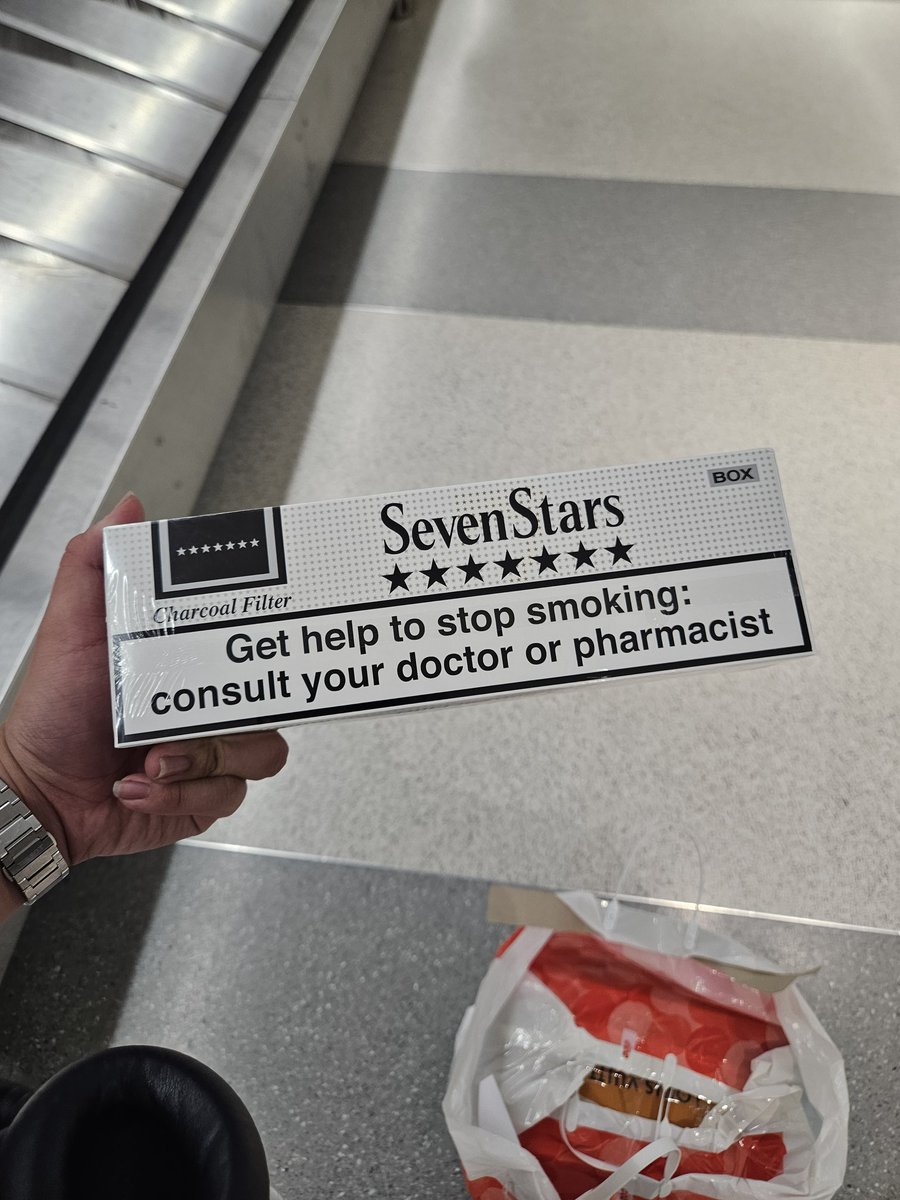 SevenStars
BOX
Charcoal Filter
Get help to stop smoking:
consult your doctor or pharmacist